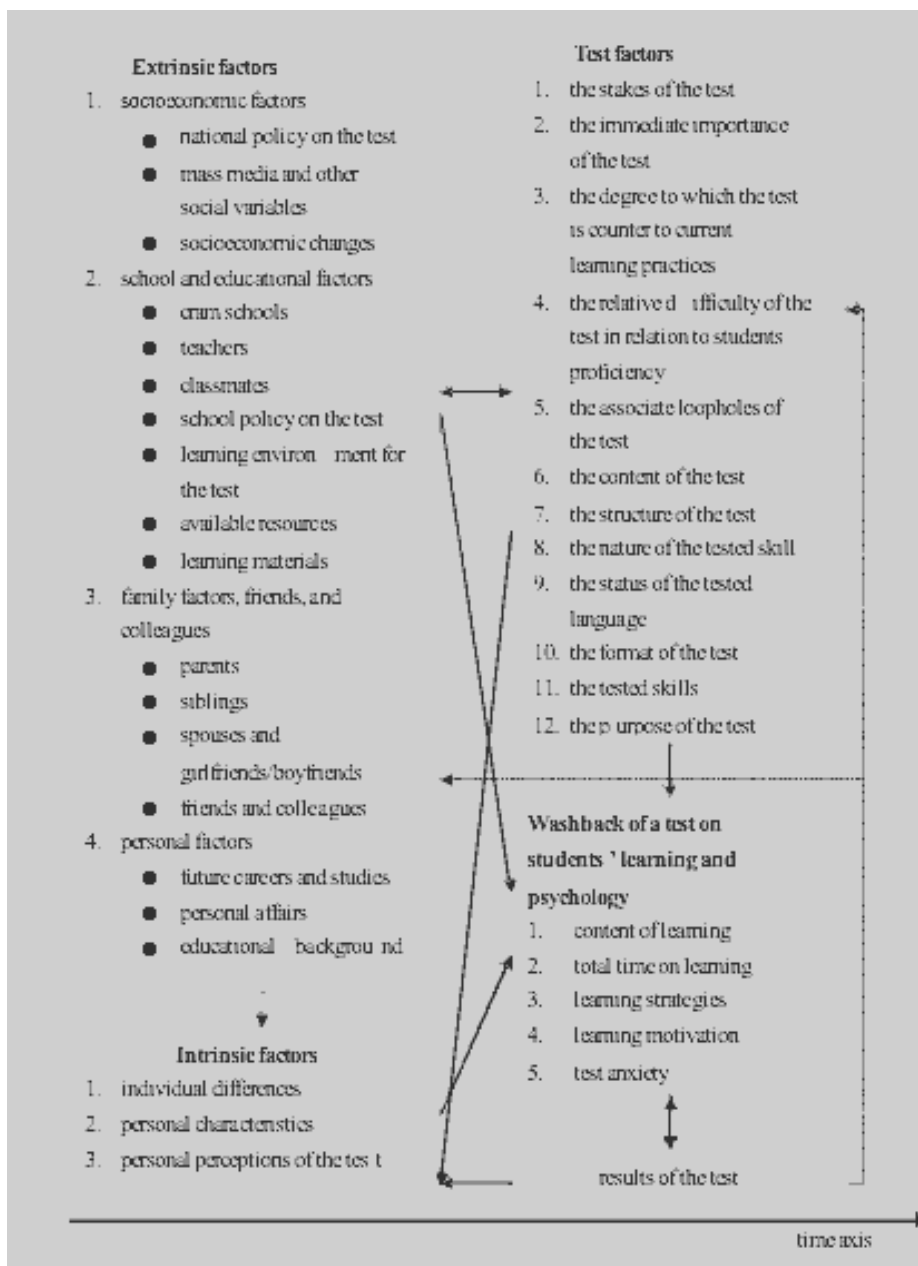 Extrinsic factors
1. socioeconomic factors
● national policy on the test
● mass media and other
social variables
● socioeconomic changes
2. school and educational factors
● cram schools
● teachers
● classmates
● school policy on the test
● learning environ ment for
the test
● available resources
● learning materials
3. family factors, friends, and
colleagues
● parents
● siblings
● spouses and
girlfriends/boyfriends
● friends and colleagues
4. personal factors
● future careers and studies
● personal affairs
● educational backgrou nd
Intrinsic factors
1. individual differences
2. personal characteristics
3. personal perceptions of the tes t
Test factors
1. the stakes of the test
2. the immediate importance
of the test
3. the degree to which the test
is counter to current
learning practices
4. the relative d ifficulty of the
test in relation to students
proficiency
5. the associate loopholes of
the test
6. the content of the test
7. the structure of the test
8. the nature of the tested skill
9. the status of the tested
language
10. the format of the test
11. the tested skills
12. the p urpose of the test
Washback of a test on
students ' learning and
psychology
1. content of learning
2. total time on learning
3. learning strategies
4. learning motivation
5. test anxiety
results of the test
time axis